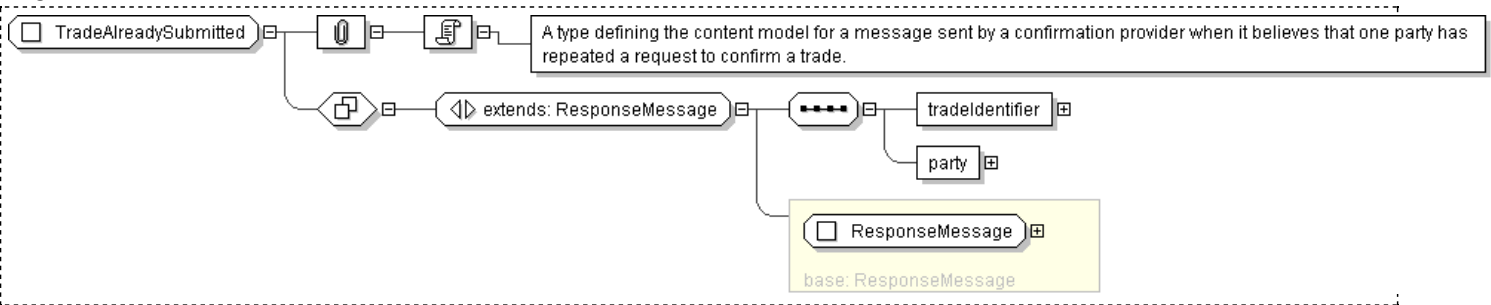 TradeAlreadySubmitted
A type defining the content model for a message sent by a confirmation provider when it believes that one party has
repeated a request to confirm a trade.
extends: ResponseMessage
tradeIdentifier
party
ResponseMessage
base: ResponseMessage